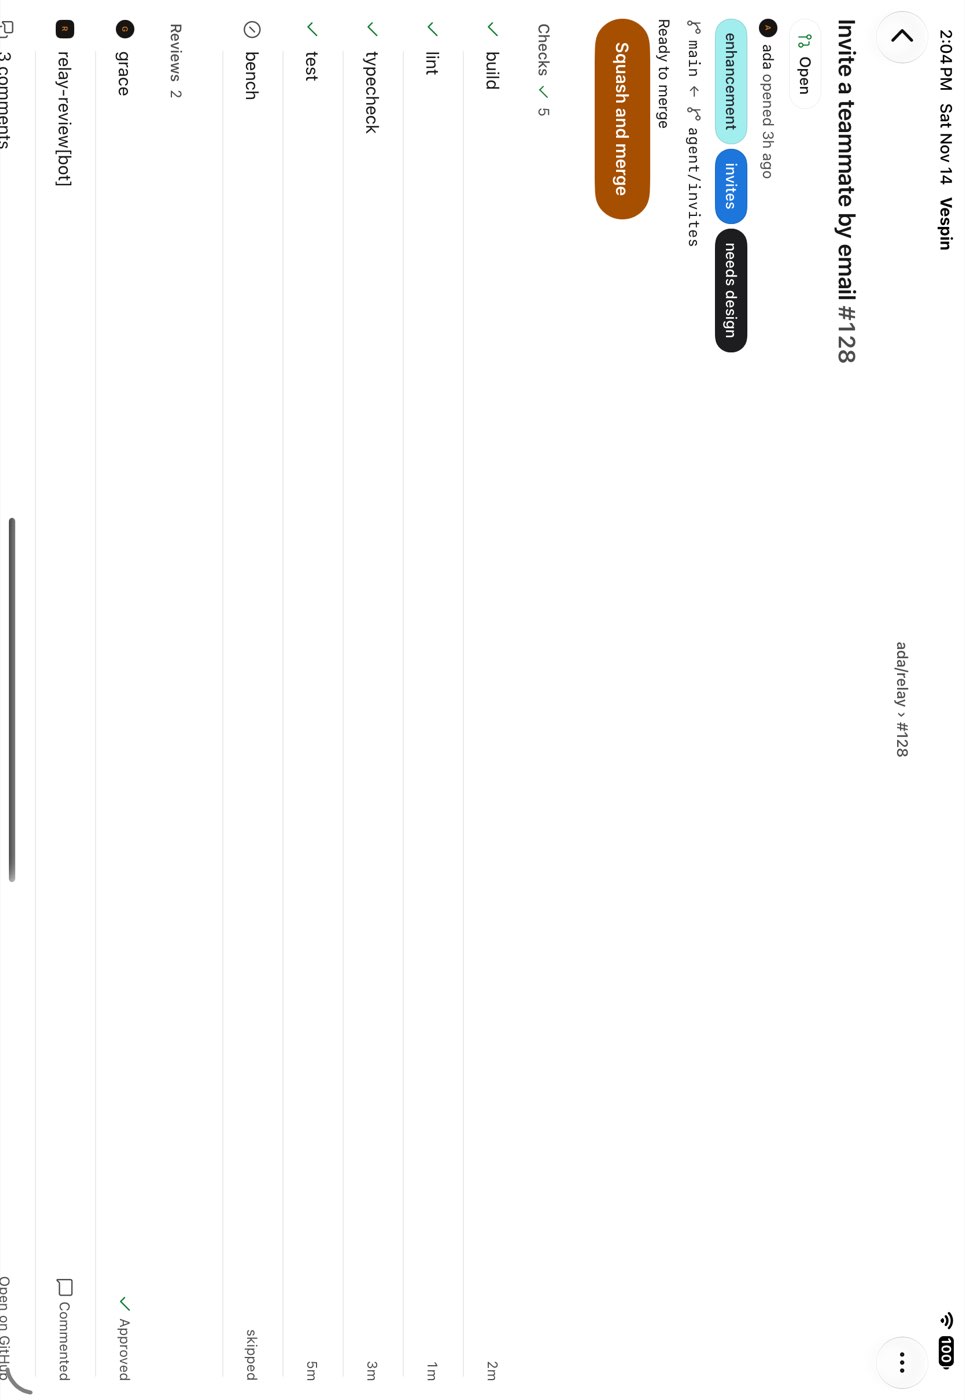 2:04 PM Sat Nov 14 Vespin
100
ada/relay › #128
Invite a teammate by email #128
Open
A ada opened 3h ago
enhancement invites needs design
main ← agent/invites
Ready to merge
Squash and merge
Checks 5
build 2m
lint 1m
typecheck 3m
test 5m
bench skipped
Reviews 2
G grace Approved
R relay-review[bot] Commented
3 comments Open on GitHub